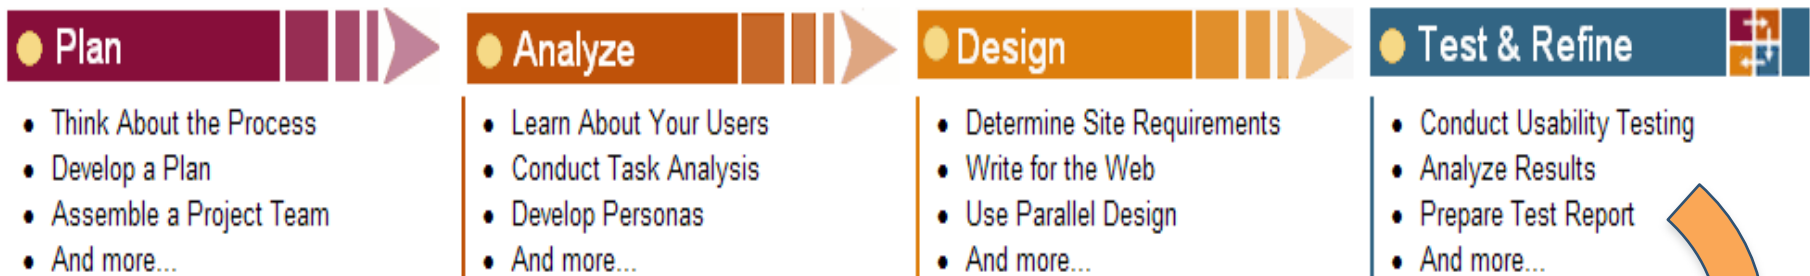 Plan
• Think About the Process
• Develop a Plan
• Assemble a Project Team
• And more...
Analyze
• Learn About Your Users
• Conduct Task Analysis
• Develop Personas
• And more...
Design
• Determine Site Requirements
• Write for the Web
• Use Parallel Design
• And more...
Test & Refine
• Conduct Usability Testing
• Analyze Results
• Prepare Test Report
• And more...